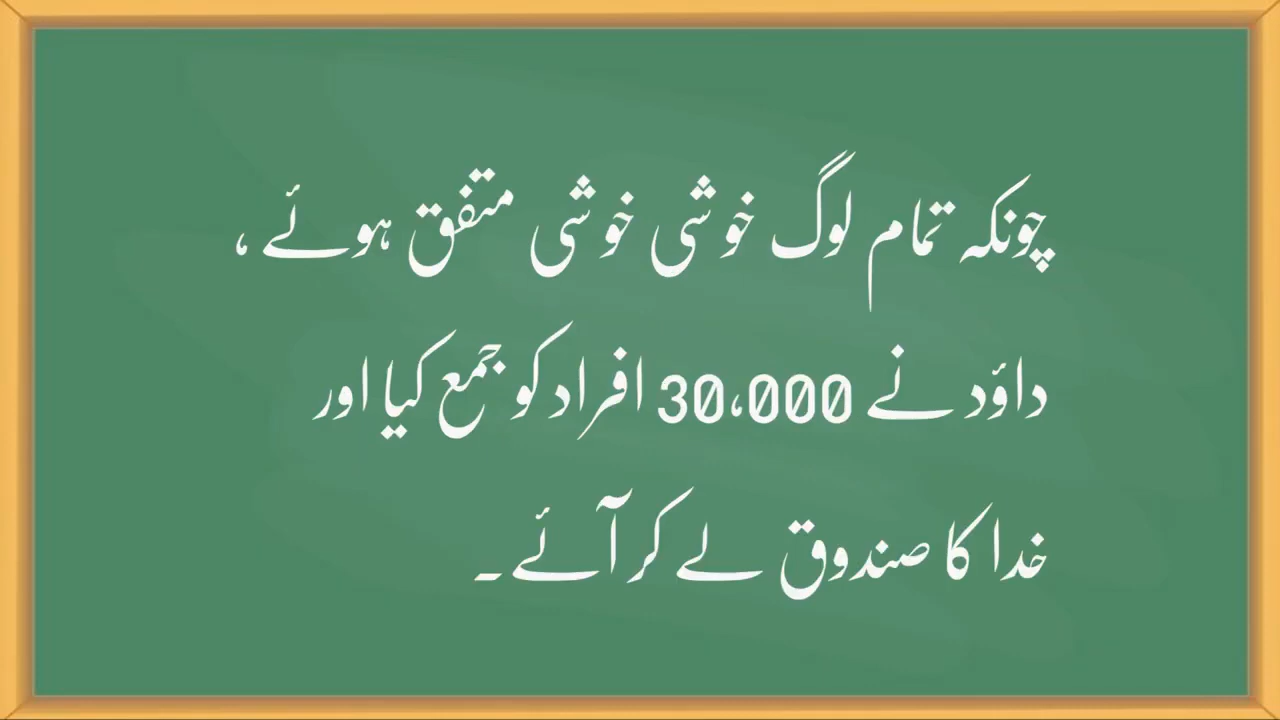 چونکہ تمام لوگ خوشی خوشی متفق ہوئے ،
داؤد نے 30،000 افراد کو جمع کیا اور
خدا کا صندوق لے کر آئے ۔